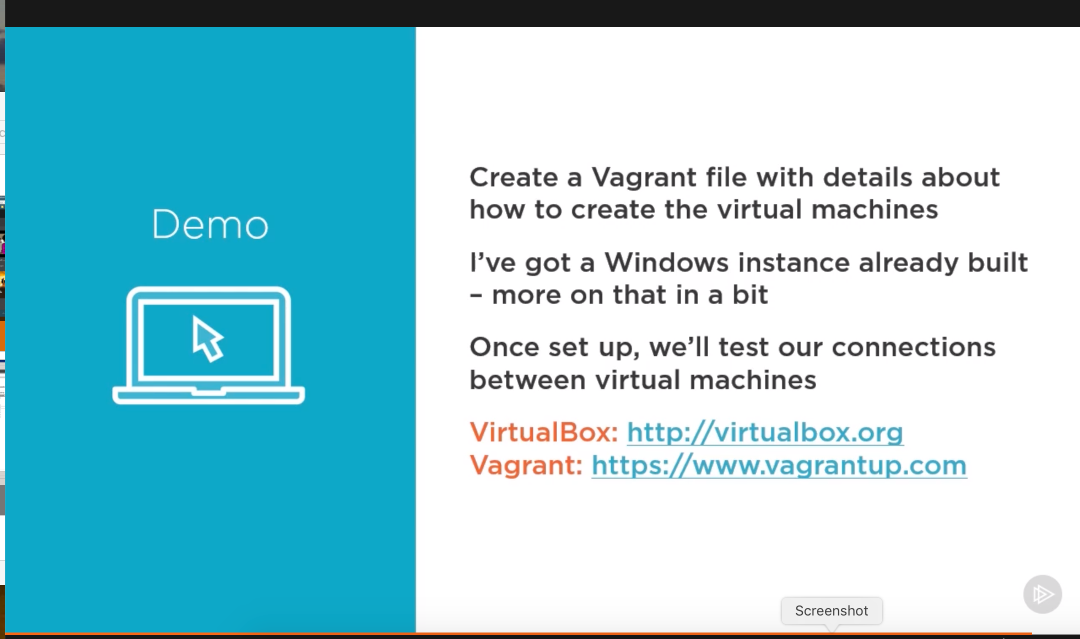 Demo
Create a Vagrant file with details about
how to create the virtual machines
I’ve got a Windows instance already built
– more on that in a bit
Once set up, we’ll test our connections
between virtual machines
VirtualBox: http://virtualbox.org
Vagrant: https://www.vagrantup.com
Screenshot